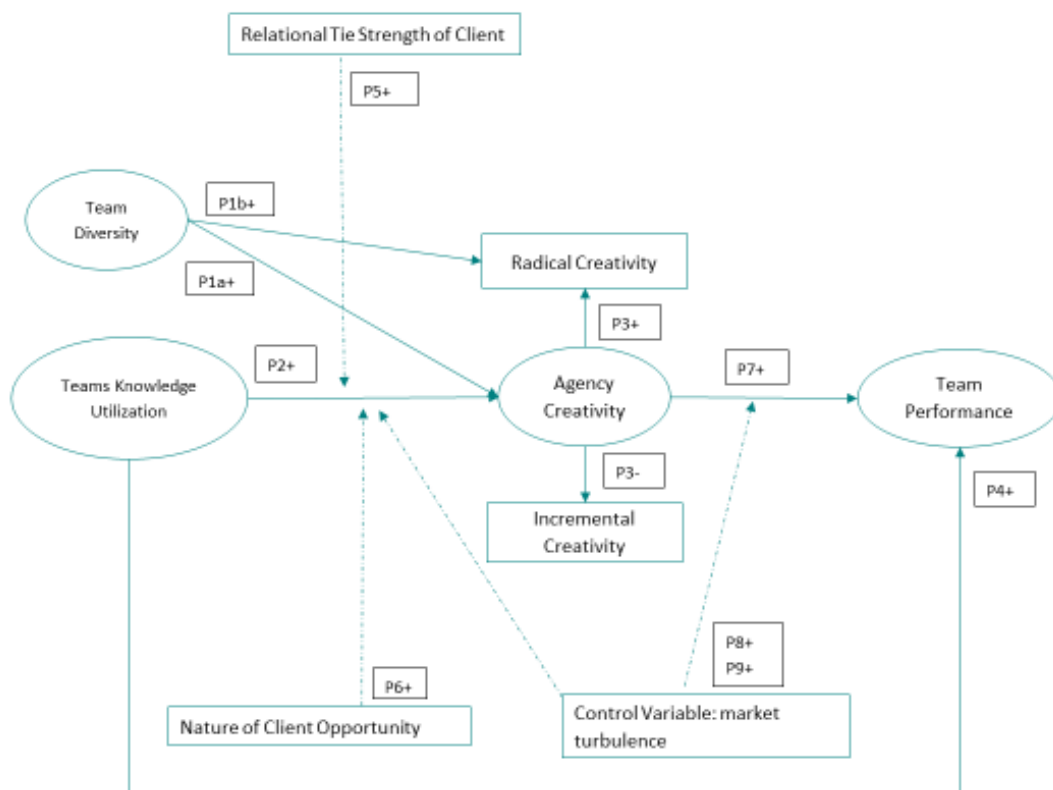 Relational Tie Strength of Client
P5+
Team
Diversity
P1b+
P1a+
Radical Creativity
P3+
Teams Knowledge
Utilization
P2+
Agency
Creativity
P7+
Team
Performance
P3-
P4+
Incremental
Creativity
P8+
P9+
P6+
Nature of Client Opportunity
Control Variable: market
turbulence